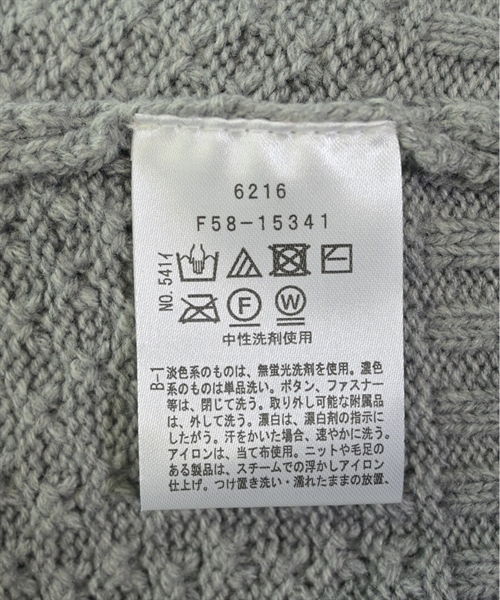 6216
F58-15341
NO.541イ
F
W
中性洗剤使用
B-1
淡色系のものは、無蛍光洗剤を使用。濃色
系のものは単品洗い。ボタン、ファスナー
等は、閉じて洗う。取り外し可能な附属品
は、外して洗う。漂白は、漂白剤の指示に
したがう。汗をかいた場合、速やかに洗う。
アイロンは、当て布使用。ニットや毛足の
ある製品は、スチームでの浮かしアイロン
仕上げ。つけ置き洗い・濡れたままの放置、